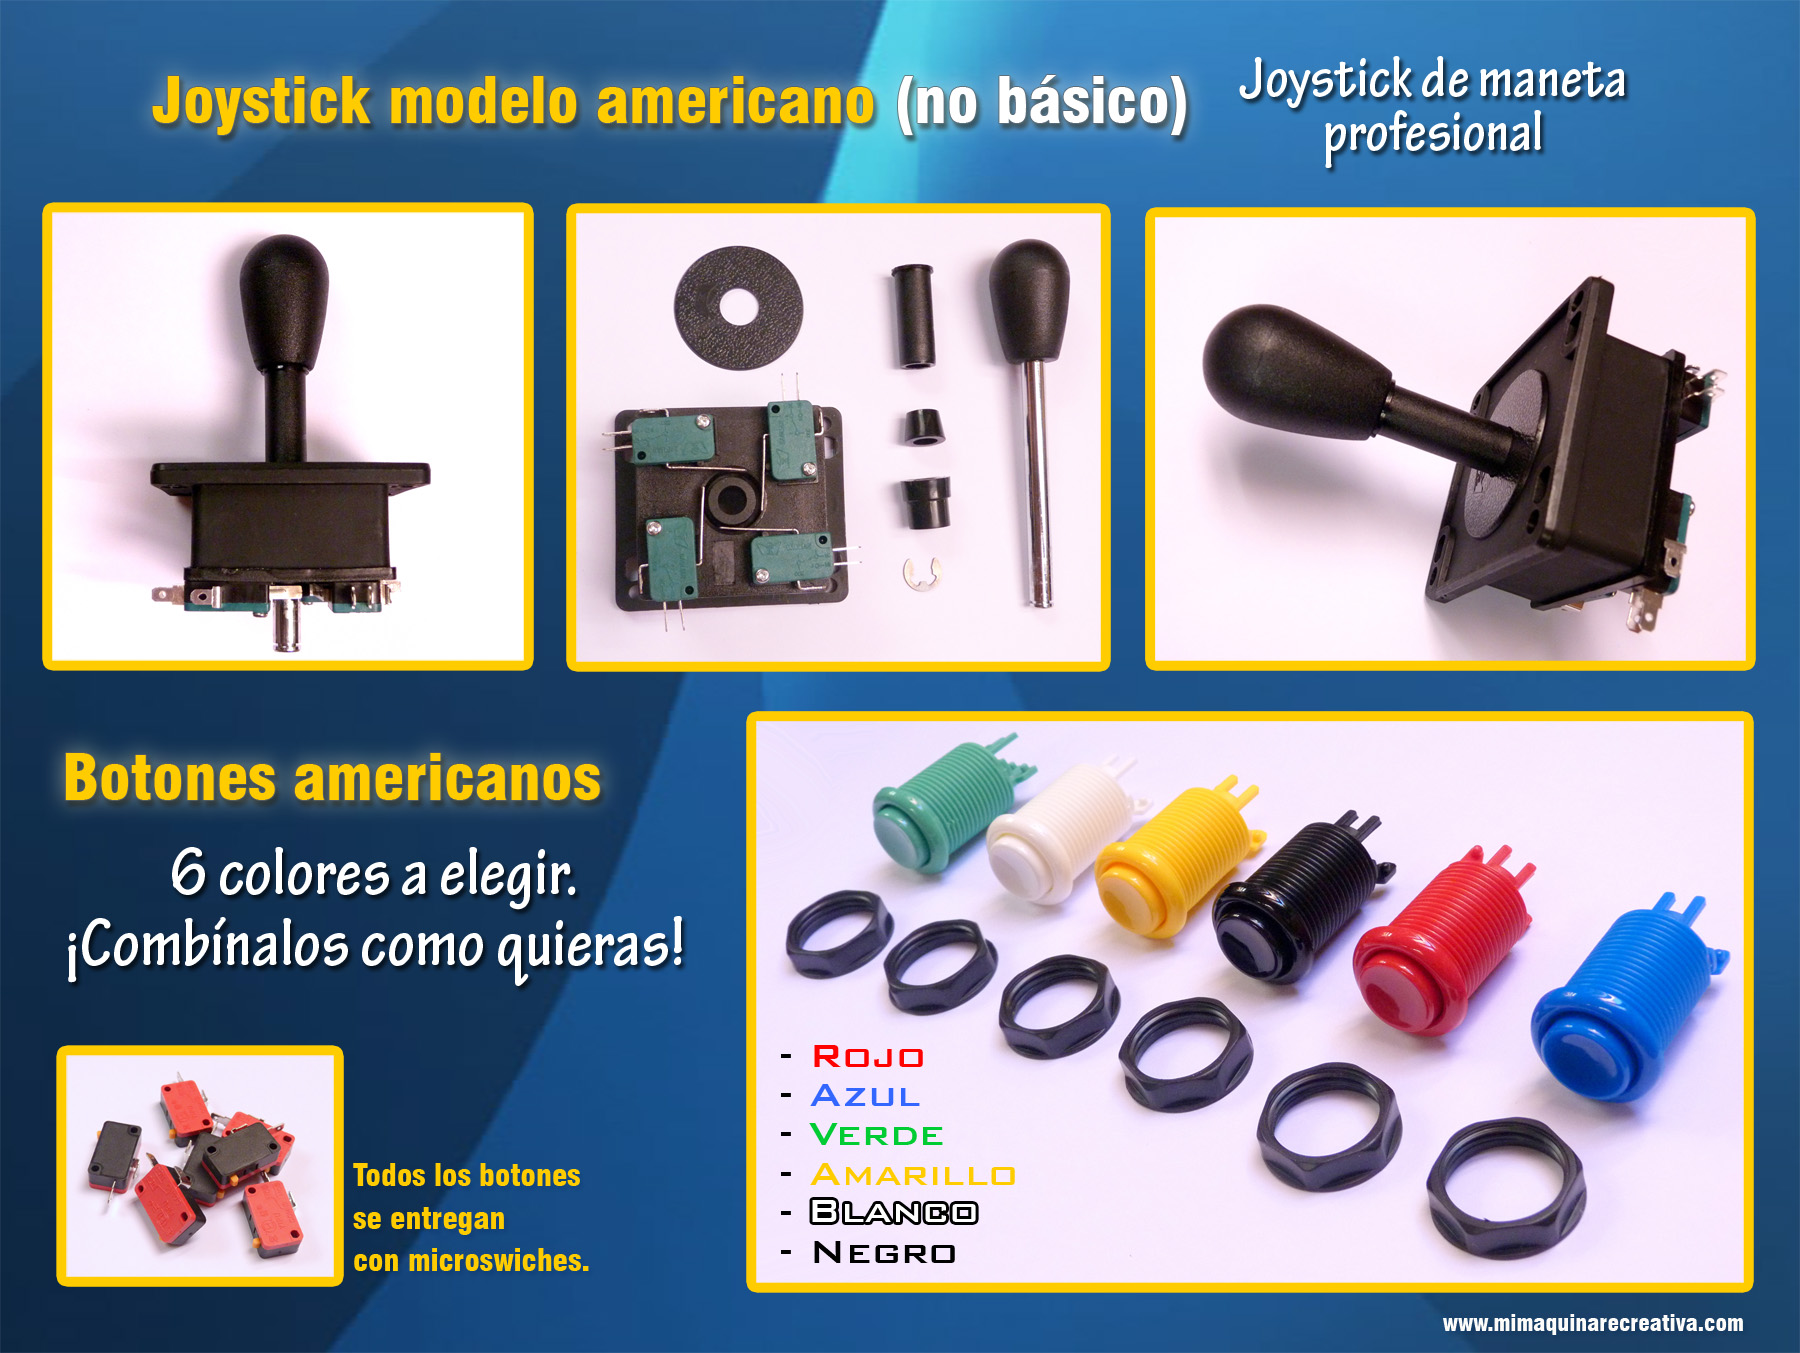 Joystick modelo americano (no básico)
Joystick de maneta
profesional
Botones americanos
6 colores a elegir.
¡Combínalos como quieras!
Todos los botones
se entregan
con microswiches.
- Rojo
- Azul
- Verde
- Amarillo
- Blanco
- Negro
www.mimaquinarecreativa.com